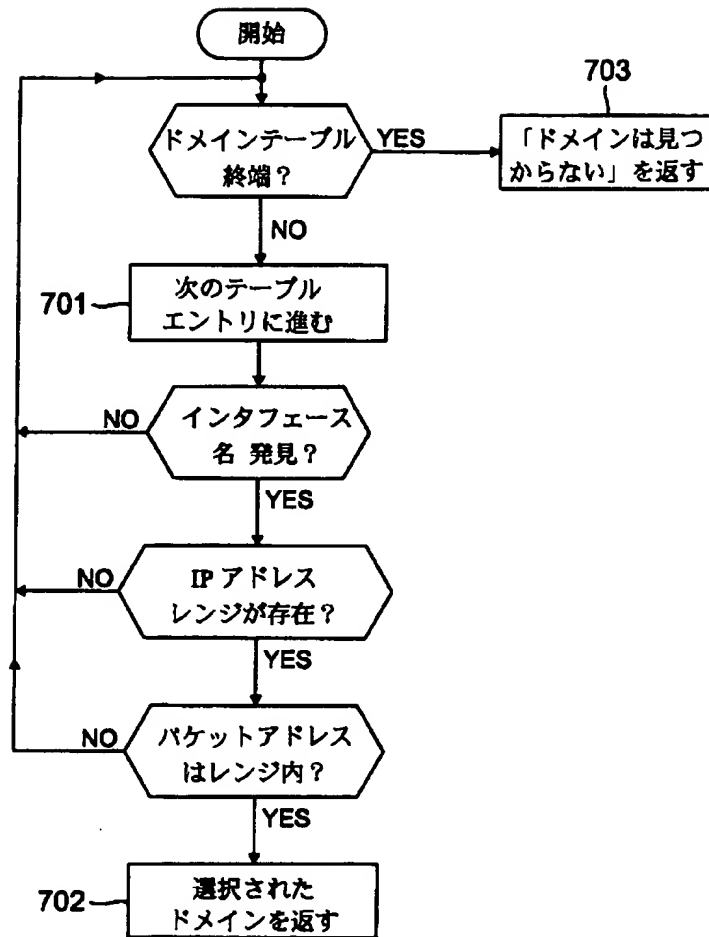 開始
ドメインテーブル
終端?
YES
703
「ドメインは見つ
からない」を返す
NO
701
次のテーブル
エントリに進む
NO
インタフェース
名 発見?
YES
NO
IP アドレス
レンジが存在?
YES
NO
パケットアドレス
はレンジ内?
YES
702
選択された
ドメインを返す